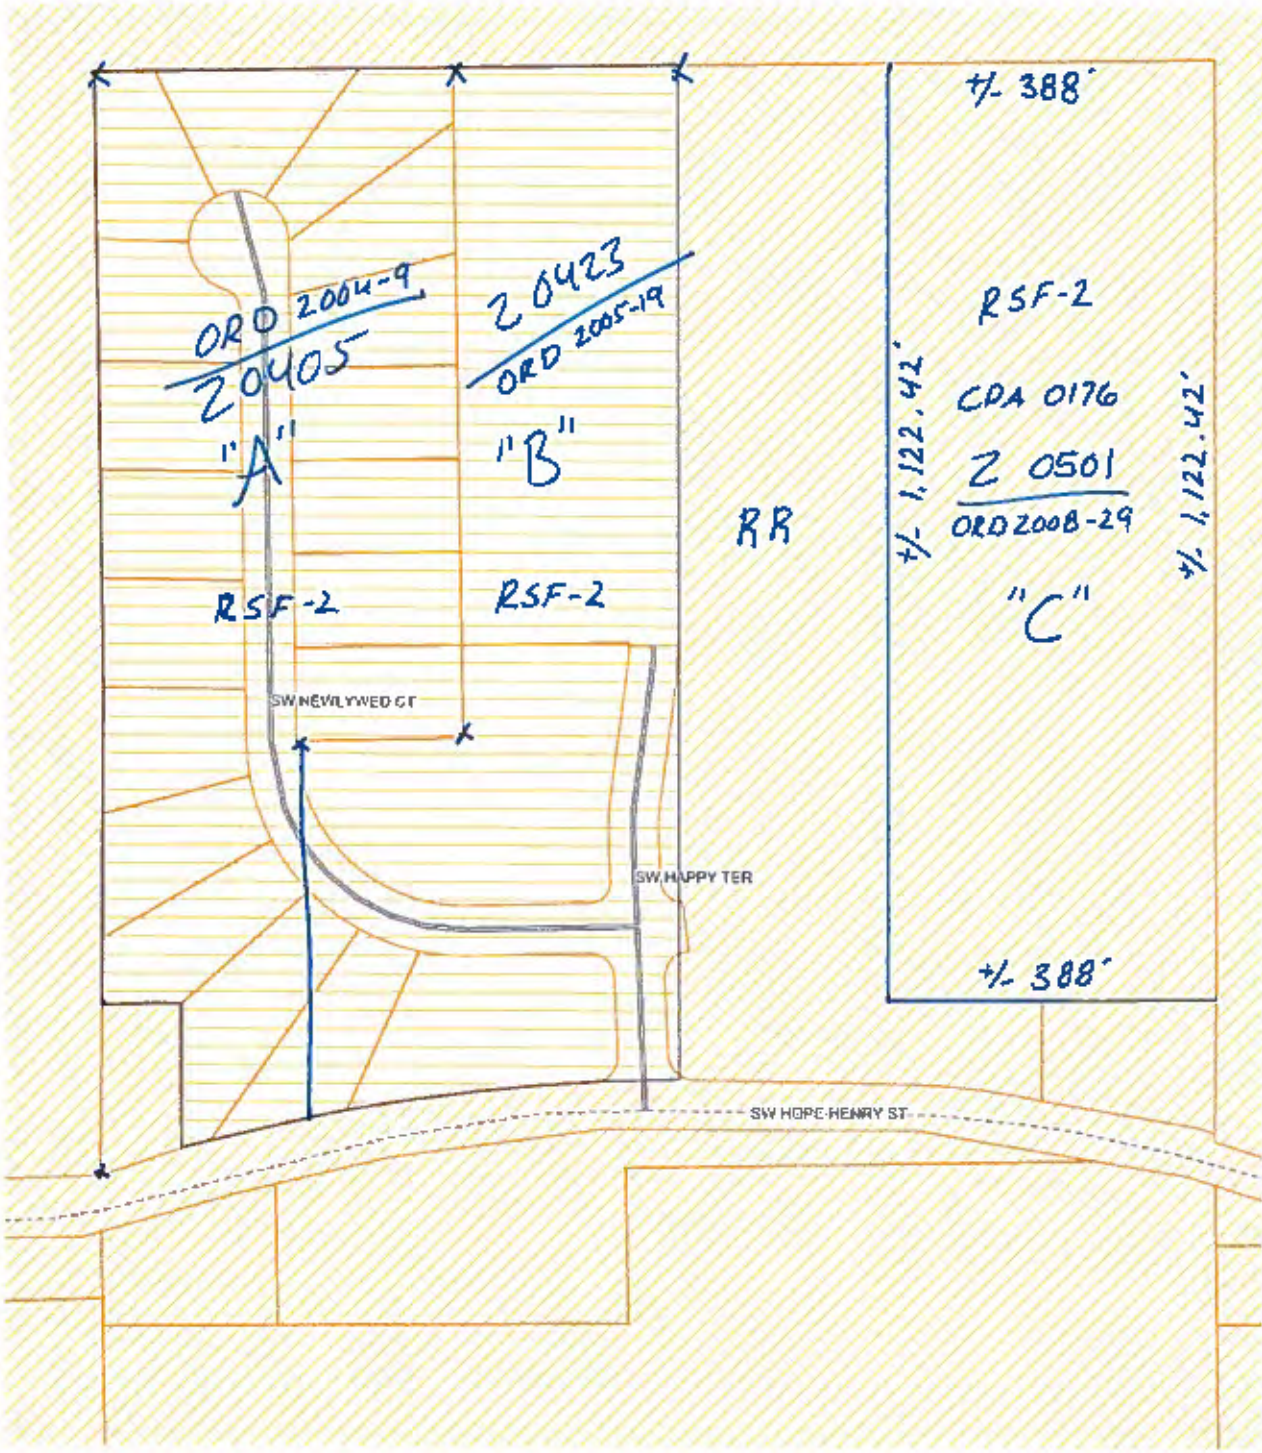 ORD 2004-9
Z 0405
"A"
RSF-2
Z 0423
ORD 2005-19
"B"
RSF-2
RR
+/- 388'
+/- 1,122.42'
RSF-2
CPA 0176
Z 0501
ORD 2008-29
"C"
+/- 1,122.42'
+/- 388'
SW NEWLYWED CT
SW HAPPY TER
SW HOPE HENRY ST